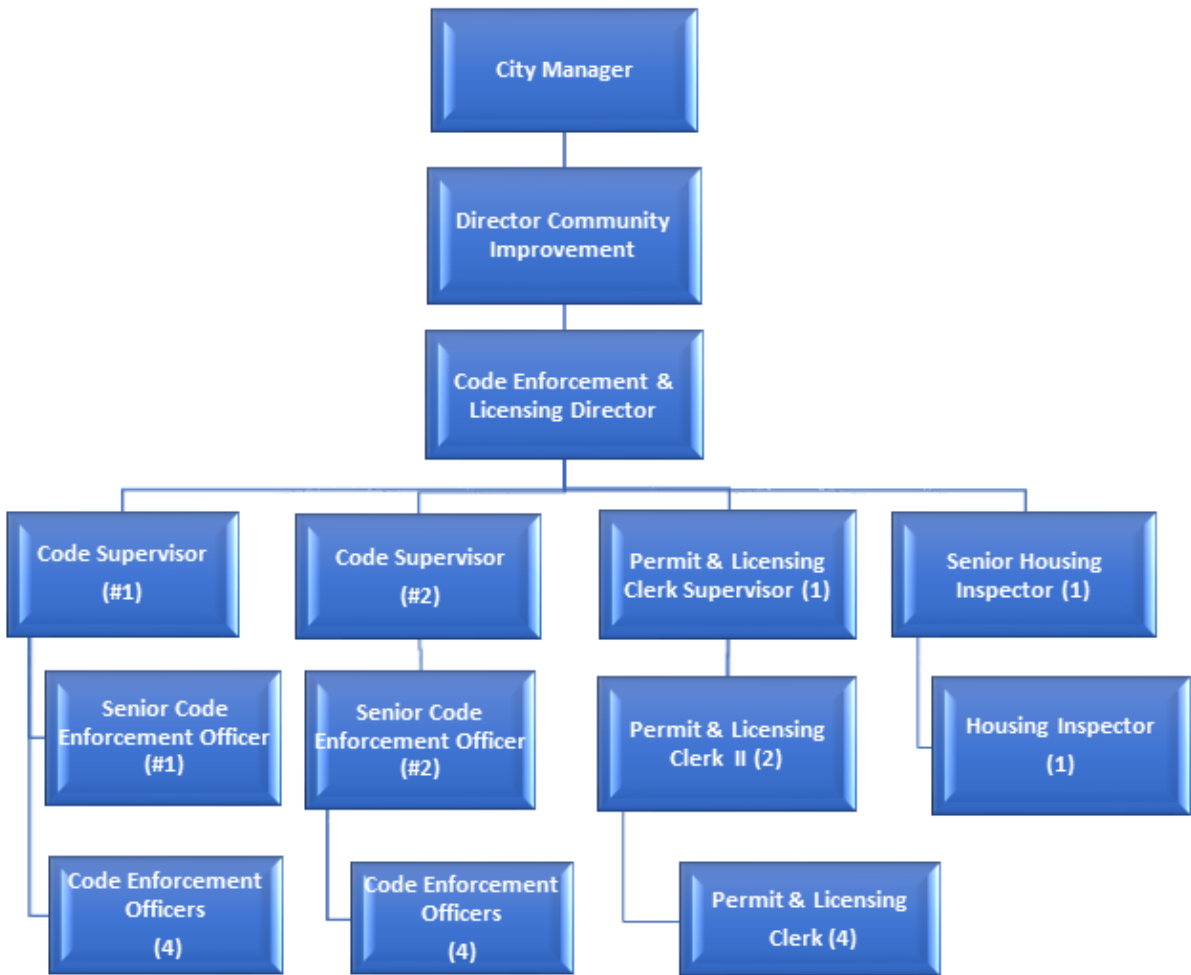 City Manager
Director Community
Improvement
Code Enforcement &
Licensing Director
Code Supervisor
(#1)
Code Supervisor
(#2)
Permit & Licensing
Clerk Supervisor (1)
Senior Housing
Inspector (1)
Senior Code
Enforcement Officer
(#1)
Senior Code
Enforcement Officer
(#2)
Permit & Licensing
Clerk II (2)
Housing Inspector
(1)
Code Enforcement
Officers
(4)
Code Enforcement
Officers
(4)
Permit & Licensing
Clerk (4)